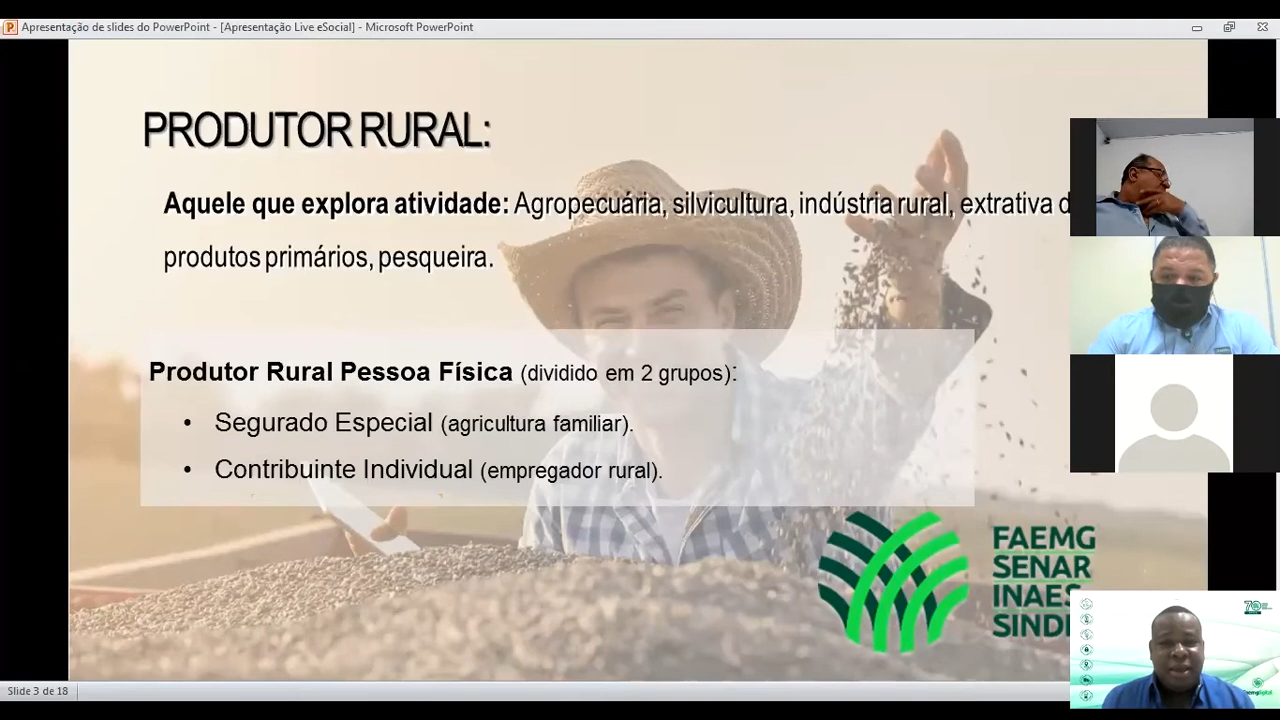 Apresentação de slides do PowerPoint - [Apresentação Live eSocial] - Microsoft PowerPoint
PRODUTOR RURAL:
Aquele que explora atividade: Agropecuária, silvicultura, indústria rural, extrativa
produtos primários, pesqueira.
Produtor Rural Pessoa Física (dividido em 2 grupos):
• Segurado Especial (agricultura familiar).
• Contribuinte Individual (empregador rural).
FAEMG
SENAR
INAES
SINDI
70
faemgdigital
Slide 3 de 18